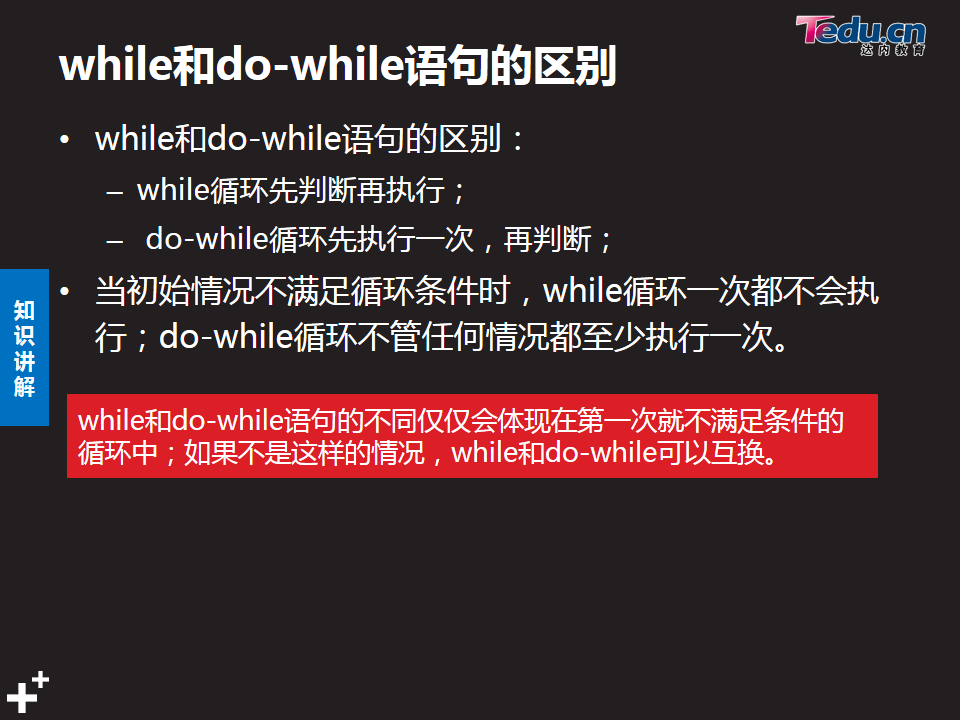 Tedu.cn
达内教育
while和do-while语句的区别
• while和do-while语句的区别：
– while循环先判断再执行；
– do-while循环先执行一次，再判断；
• 当初始情况不满足循环条件时，while循环一次都不会执
行；do-while循环不管任何情况都至少执行一次。
知识讲解
while和do-while语句的不同仅仅会体现在第一次就不满足条件的
循环中；如果不是这样的情况，while和do-while可以互换。